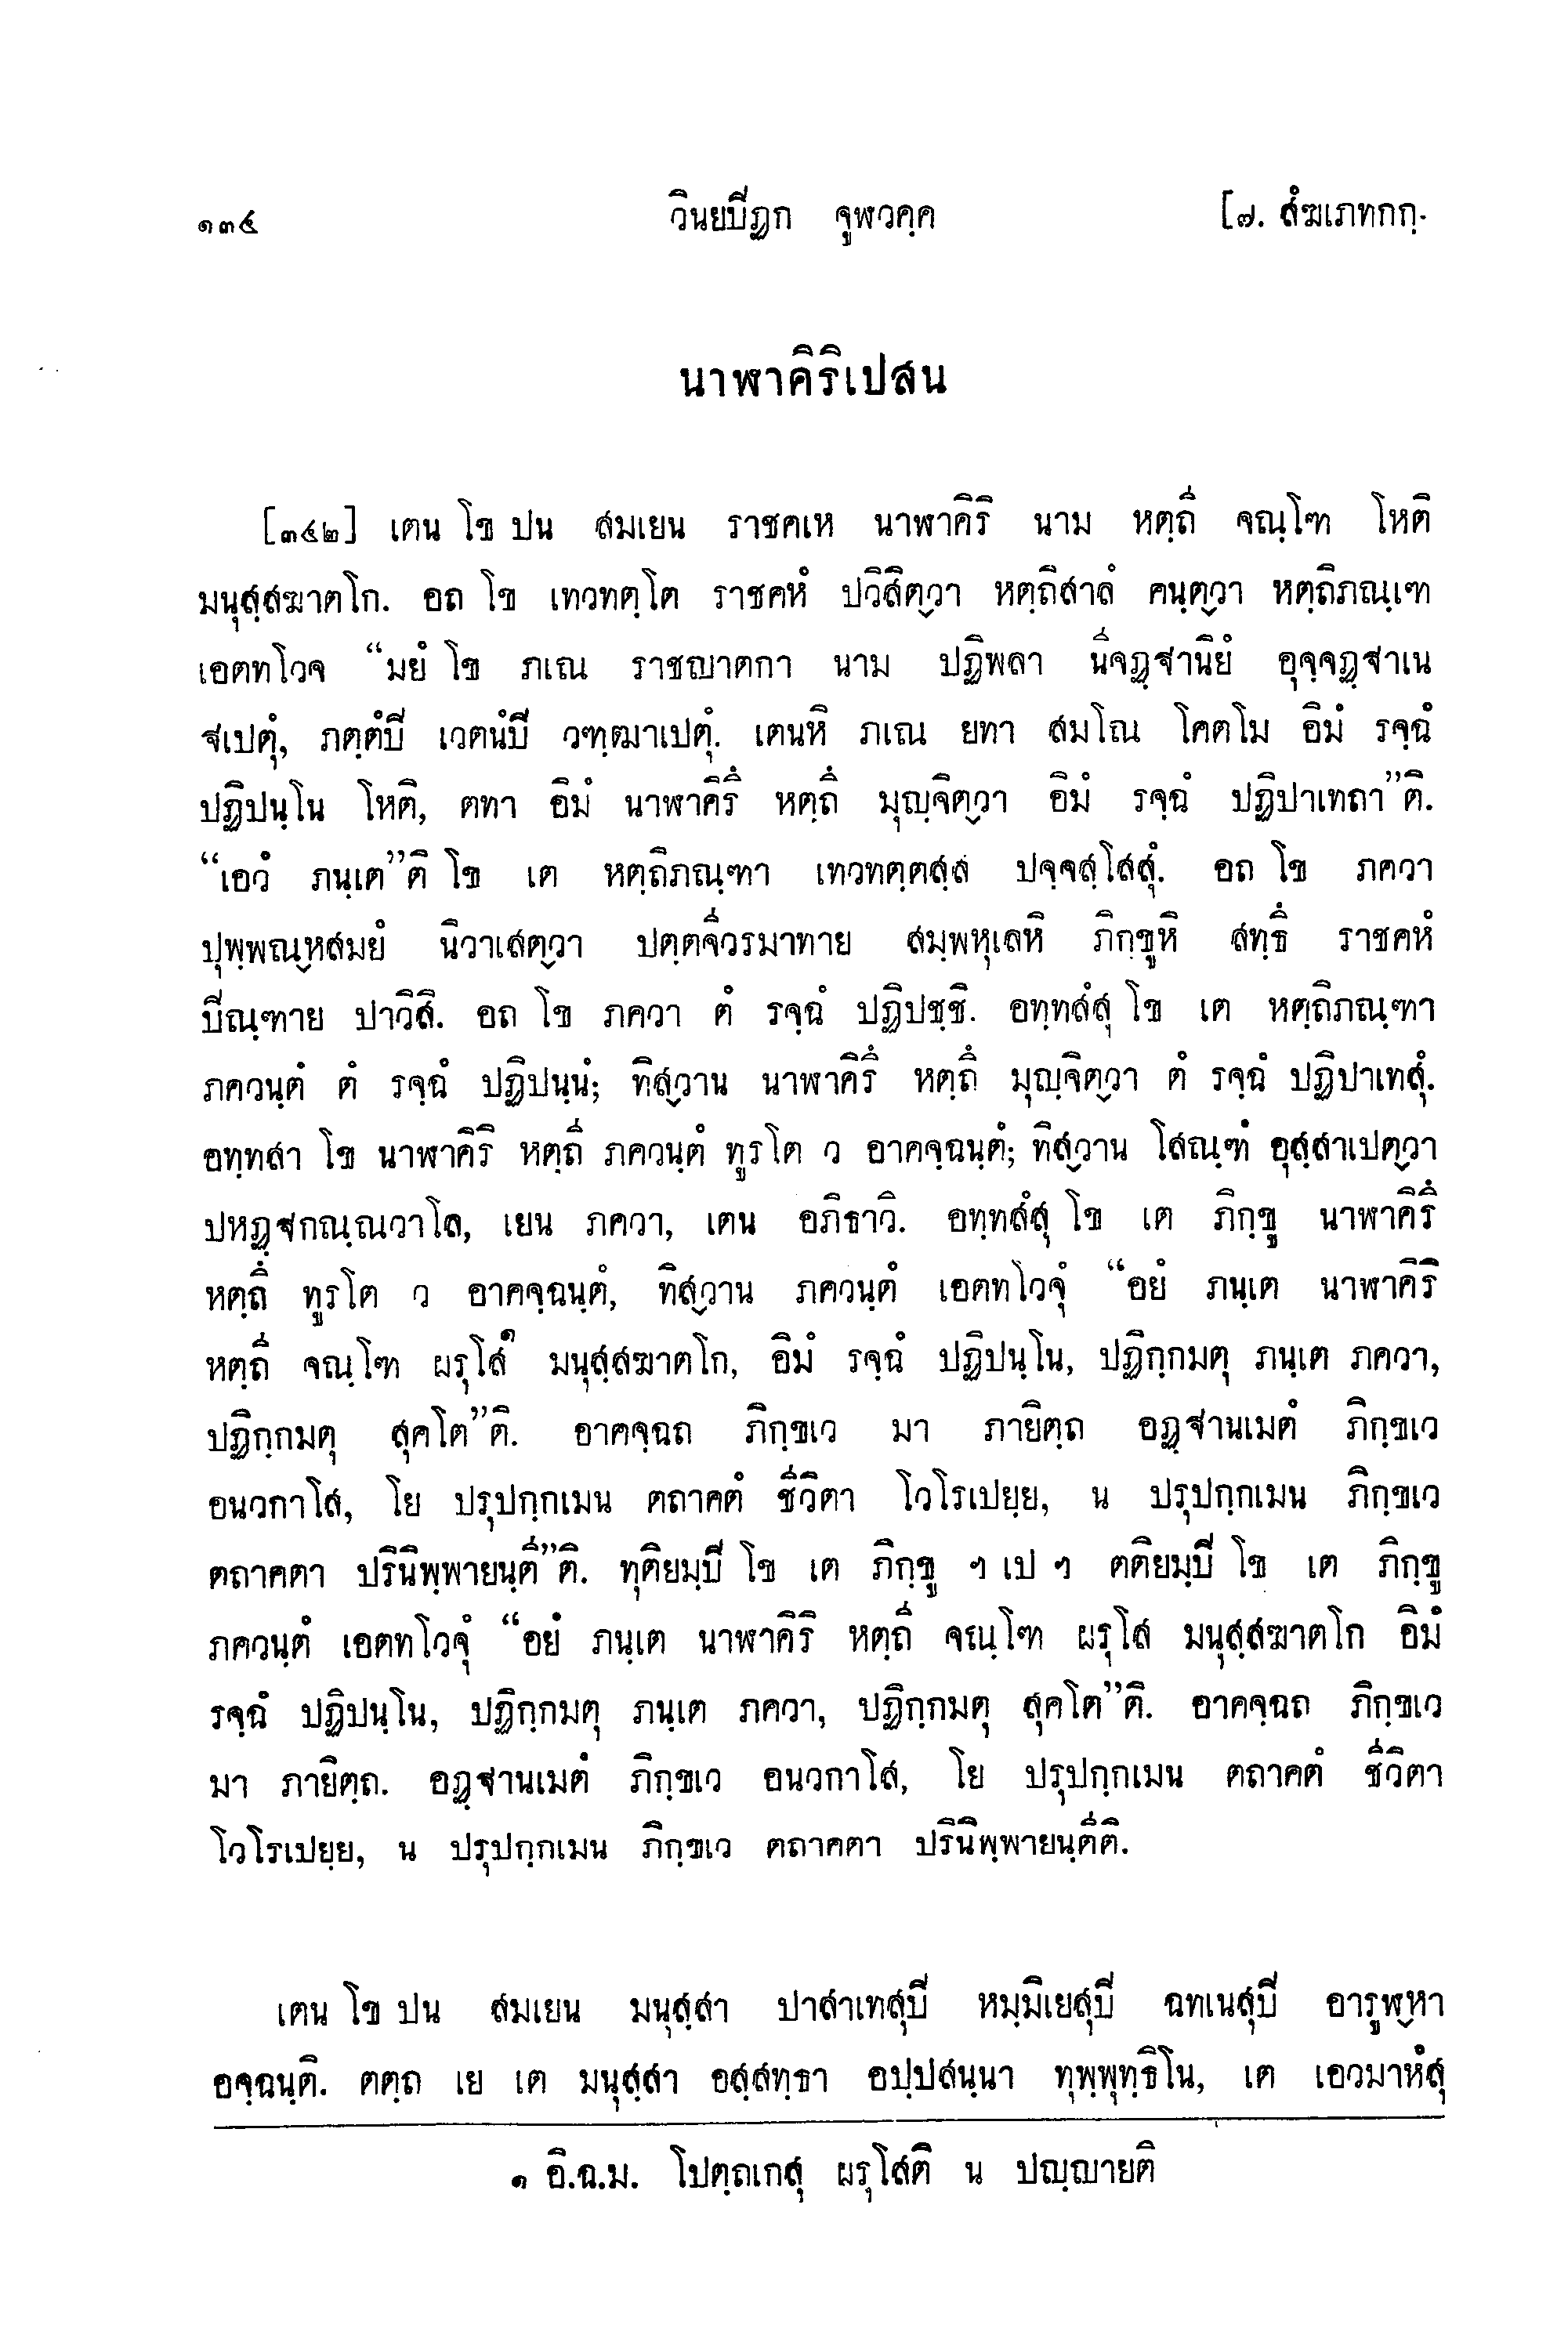 ๑๓๔ วินยปิฏก จูฬวคฺค [๗. สํฆเภทกกฺ.
นาฬาคิริเปสน
[๓๔๒] เตน โข ปน สมเยน ราชคเห นาฬาคิริ นาม หตฺถี จณฺโฑ โหติ
มนุสฺสฆาตโก. อถ โข เทวทตฺโต ราชคหํ ปวิสิตฺวา หตฺถิสาลํ คนฺตฺวา หตฺถิภณฺเฑ
เอตทโวจ “มยํ โข ภเณ ราชญาตกา นาม ปฏิพลา นีจฏฺฐานิยํ อุจฺจฏฺฐาเน
ฐเปตุํ, ภตฺตํปิ เวตนํปิ วฑฺฒาเปตุํ. เตนหิ ภเณ ยทา สมโณ โคตโม อิมํ รจฺฉํ
ปฏิปนฺโน โหติ, ตทา อิมํ นาฬาคิรึ หตฺถึ มุญฺจิตฺวา อิมํ รจฺฉํ ปฏิปาเทถา”ติ.
“เอวํ ภนฺเต”ติ โข เต หตฺถิภณฺฑา เทวทตฺตสฺส ปจฺจสฺโสสุํ. อถ โข ภควา
ปุพฺพณฺหสมยํ นิวาเสตฺวา ปตฺตจีวรมาทาย สมฺพหุเลหิ ภิกฺขูหิ สทฺธึ ราชคหํ
ปิณฺฑาย ปาวิสิ. อถ โข ภควา ตํ รจฺฉํ ปฏิปชฺชิ. อทฺทสํสุ โข เต หตฺถิภณฺฑา
ภควนฺตํ ตํ รจฺฉํ ปฏิปนฺนํ; ทิสฺวาน นาฬาคิรึ หตฺถึ มุญฺจิตฺวา ตํ รจฺฉํ ปฏิปาเทสุํ.
อทฺทสา โข นาฬาคิริ หตฺถี ภควนฺตํ ทูรโต ว อาคจฺฉนฺตํ; ทิสฺวาน โสณฺฑํ อุสฺสาเปตฺวา
ปหฏฺฐกณฺณวาโล, เยน ภควา, เตน อภิธาวิ. อทฺทสํสุ โข เต ภิกฺขู นาฬาคิรึ
หตฺถึ ทูรโต ว อาคจฺฉนฺตํ, ทิสฺวาน ภควนฺตํ เอตทโวจุํ “อยํ ภนฺเต นาฬาคิริ
หตฺถี จณฺโฑ ผรุโส๑ มนุสฺสฆาตโก, อิมํ รจฺฉํ ปฏิปนฺโน, ปฏิกฺกมตุ ภนฺเต ภควา,
ปฏิกฺกมตุ สุคโต”ติ. อาคจฺฉถ ภิกฺขเว มา ภายิตฺถ อฏฺฐานเมตํ ภิกฺขเว
อนวกาโส, โย ปรุปกฺกเมน ตถาคตํ ชีวิตา โวโรเปยฺย, น ปรุปกฺกเมน ภิกฺขเว
ตถาคตา ปรินิพฺพายนฺตี”ติ. ทุติยมฺปิ โข เต ภิกฺขู ฯ เป ฯ ตติยมฺปิ โข เต ภิกฺขู
ภควนฺตํ เอตทโวจุํ “อยํ ภนฺเต นาฬาคิริ หตฺถี จณฺโฑ ผรุโส มนุสฺสฆาตโก อิมํ
รจฺฉํ ปฏิปนฺโน, ปฏิกฺกมตุ ภนฺเต ภควา, ปฏิกฺกมตุ สุคโต”ติ. อาคจฺฉถ ภิกฺขเว
มา ภายิตฺถ. อฏฺฐานเมตํ ภิกฺขเว อนวกาโส, โย ปรุปกฺกเมน ตถาคตํ ชีวิตา
โวโรเปยฺย, น ปรุปกฺกเมน ภิกฺขเว ตถาคตา ปรินิพฺพายนฺตีติ.
เตน โข ปน สมเยน มนุสฺสา ปาสาเทสุปิ หมฺมิเยสุปิ ฉทเนสุปิ อารูฬฺหา
อจฺฉนฺติ. ตตฺถ เย เต มนุสฺสา อสฺสทฺธา อปฺปสนฺนา ทุพฺพุทฺธิโน, เต เอวมาหํสุ
๑ อิ.ฉ.ม. โปตฺถเกสุ ผรุโสติ น ปญฺญายติ